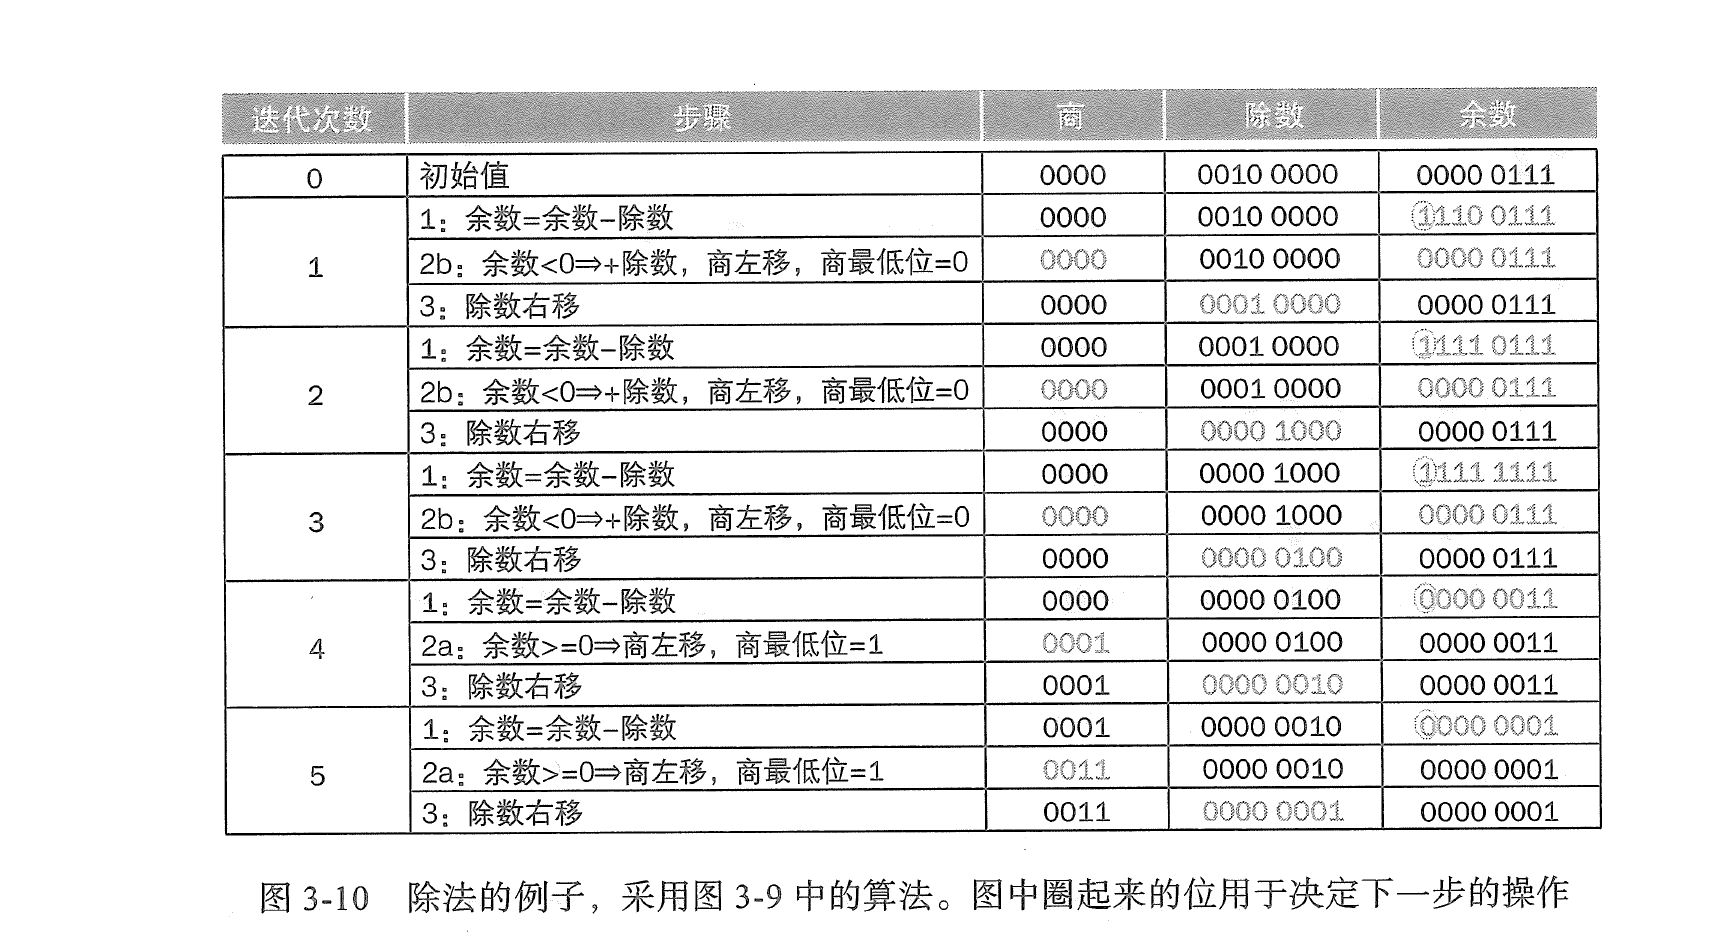 迭代次数 步骤 商 除数 余数
0 初始值 0000 0010 0000 0000 0111
1 1：余数=余数-除数 0000 0010 0000 1110 0111
2b：余数<0⇒+除数，商左移，商最低位=0 0000 0010 0000 0000 0111
3：除数右移 0000 0001 0000 0000 0111
2 1：余数=余数-除数 0000 0001 0000 1111 0111
2b：余数<0⇒+除数，商左移，商最低位=0 0000 0001 0000 0000 0111
3：除数右移 0000 0000 1000 0000 0111
3 1：余数=余数-除数 0000 0000 1000 1111 1111
2b：余数<0⇒+除数，商左移，商最低位=0 0000 0000 1000 0000 0111
3：除数右移 0000 0000 0100 0000 0111
4 1：余数=余数-除数 0000 0000 0100 0000 0011
2a：余数>=0⇒商左移，商最低位=1 0001 0000 0100 0000 0011
3：除数右移 0001 0000 0010 0000 0011
5 1：余数=余数-除数 0001 0000 0010 0000 0001
2a：余数>=0⇒商左移，商最低位=1 0011 0000 0010 0000 0001
3：除数右移 0011 0000 0001 0000 0001
图 3-10 除法的例子，采用图 3-9 中的算法。图中圈起来的位用于决定下一步的操作